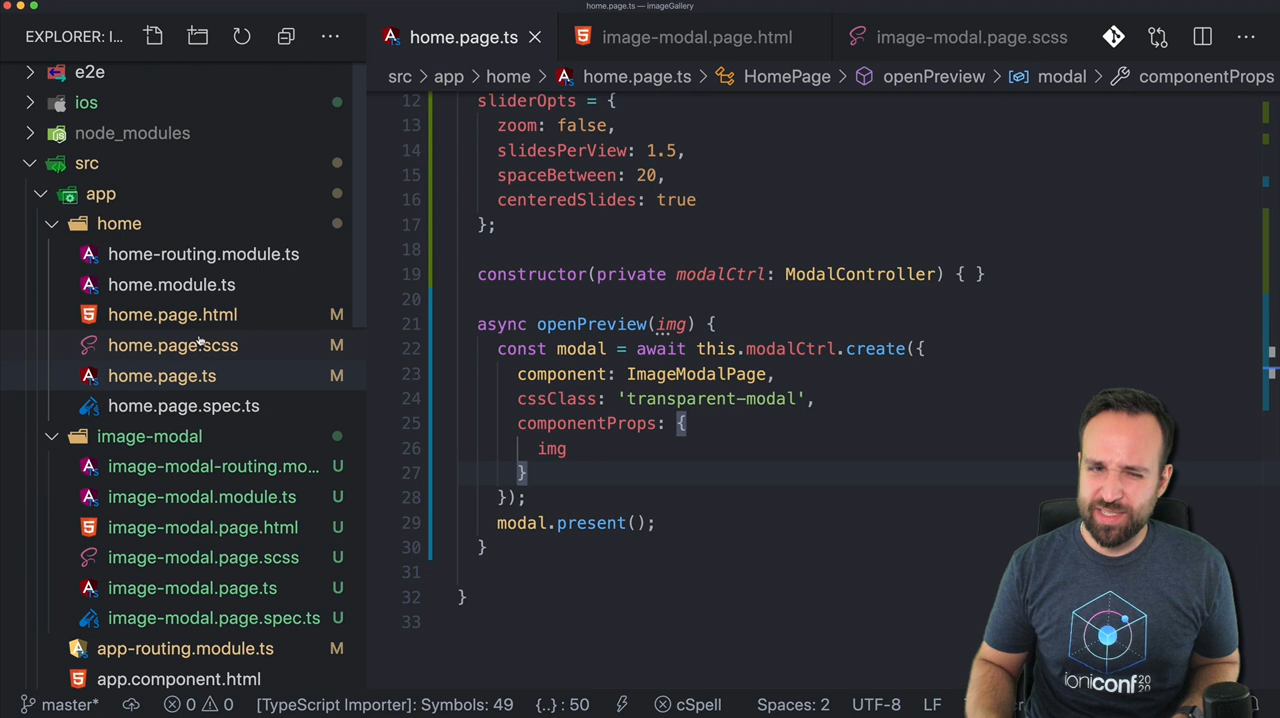 home.page.ts — imageGallery
EXPLORER: I...
home.page.ts
image-modal.page.html
image-modal.page.scss
src > app > home > home.page.ts > HomePage > openPreview > modal > componentProps
e2e
ios
node_modules
src
app
home
home-routing.module.ts
home.module.ts
home.page.html M
home.page.scss M
home.page.ts M
home.page.spec.ts
image-modal
image-modal-routing.mo... U
image-modal.module.ts U
image-modal.page.html U
image-modal.page.scss U
image-modal.page.ts U
image-modal.page.spec.ts U
app-routing.module.ts M
app.component.html
12 sliderOpts = {
13 zoom: false,
14 slidesPerView: 1.5,
15 spaceBetween: 20,
16 centeredSlides: true
17 };
18
19 constructor(private modalCtrl: ModalController) { }
20
21 async openPreview(img) {
22 const modal = await this.modalCtrl.create({
23 component: ImageModalPage,
24 cssClass: 'transparent-modal',
25 componentProps: {
26 img
27 }
28 });
29 modal.present();
30 }
31
32 }
33
ionicconf 2020
master* 0 0 [TypeScript Importer]: Symbols: 49 {..} : 50 cSpell Spaces: 2 UTF-8 LF